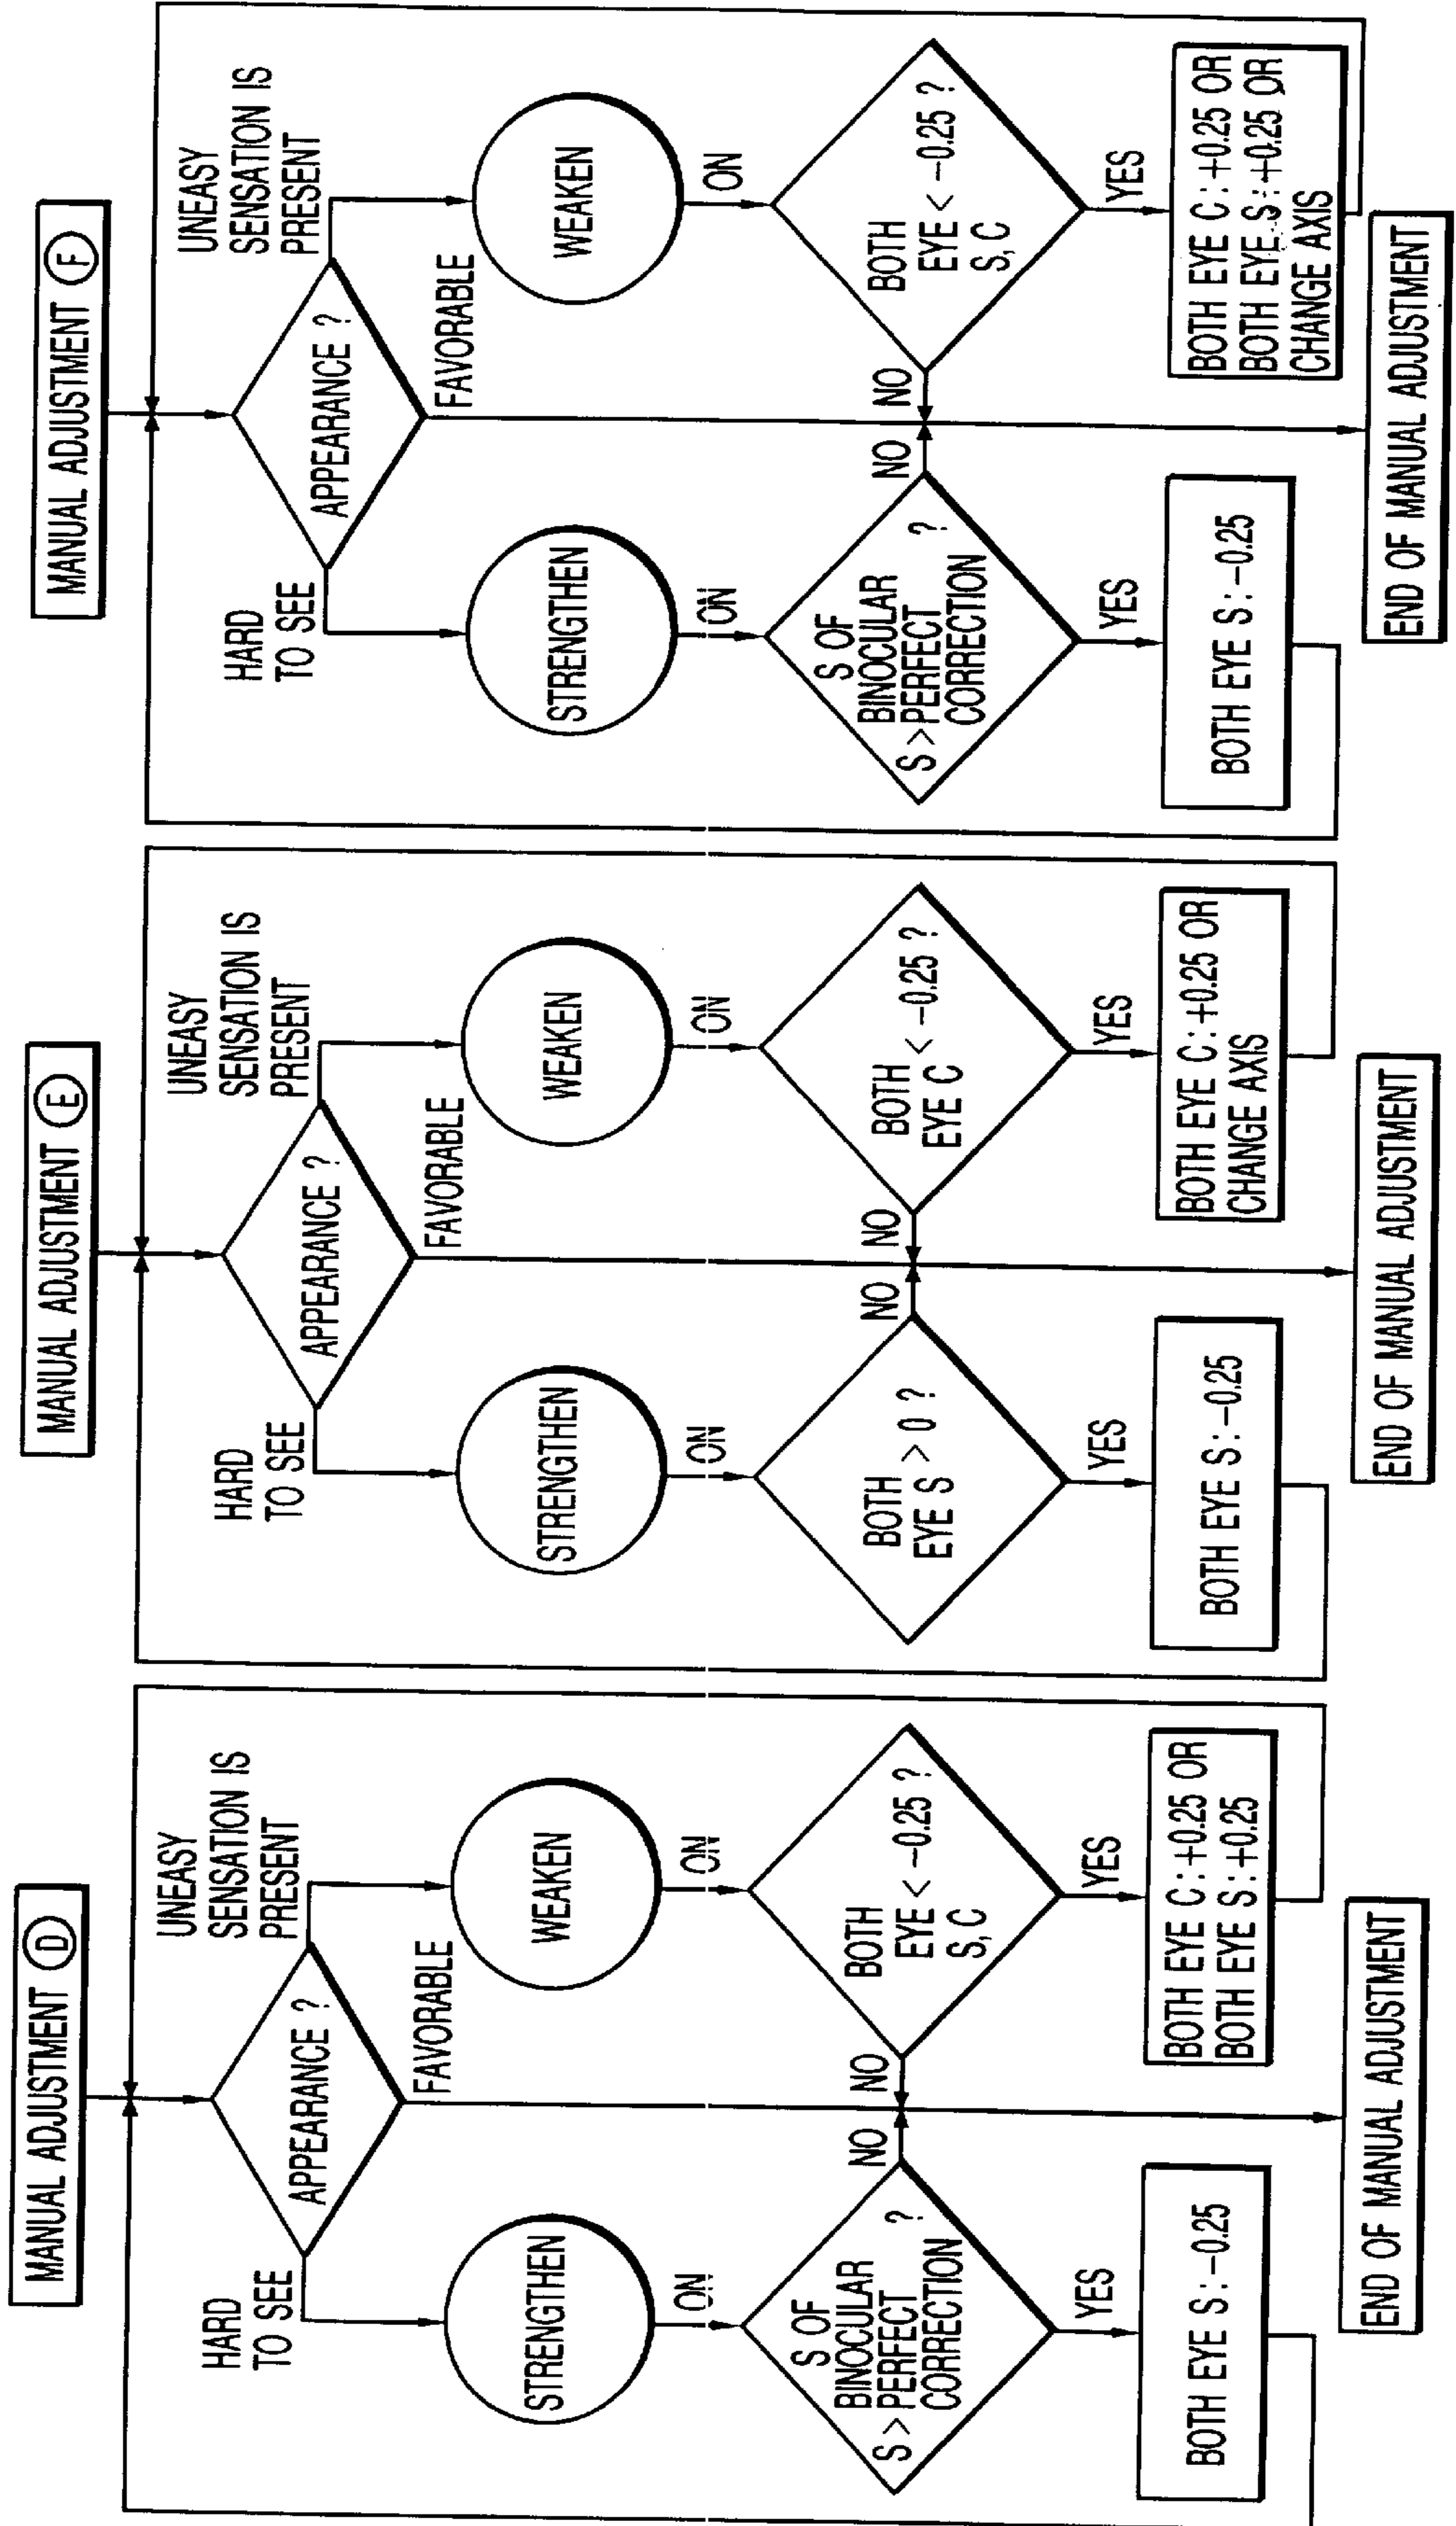 MANUAL ADJUSTMENT D
APPEARANCE ?
HARD
TO SEE
UNEASY
SENSATION IS
PRESENT
FAVORABLE
STRENGTHEN
WEAKEN
ON
ON
S OF
BINOCULAR
S > PERFECT ?
CORRECTION
NO
NO
BOTH
EYE < -0.25 ?
S, C
YES
YES
BOTH EYE S: -0.25
BOTH EYE C: +0.25 OR
BOTH EYE S: +0.25
END OF MANUAL ADJUSTMENT
MANUAL ADJUSTMENT E
APPEARANCE ?
HARD
TO SEE
UNEASY
SENSATION IS
PRESENT
FAVORABLE
STRENGTHEN
WEAKEN
ON
ON
BOTH
EYE S > 0 ?
NO
NO
BOTH
EYE C < -0.25 ?
YES
YES
BOTH EYE S: -0.25
BOTH EYE C: +0.25 OR
CHANGE AXIS
END OF MANUAL ADJUSTMENT
MANUAL ADJUSTMENT F
APPEARANCE ?
HARD
TO SEE
UNEASY
SENSATION IS
PRESENT
FAVORABLE
STRENGTHEN
WEAKEN
ON
ON
S OF
BINOCULAR
S > PERFECT ?
CORRECTION
NO
NO
BOTH
EYE < -0.25 ?
S, C
YES
YES
BOTH EYE S: -0.25
BOTH EYE C: +0.25 OR
BOTH EYE S: +0.25 OR
CHANGE AXIS
END OF MANUAL ADJUSTMENT